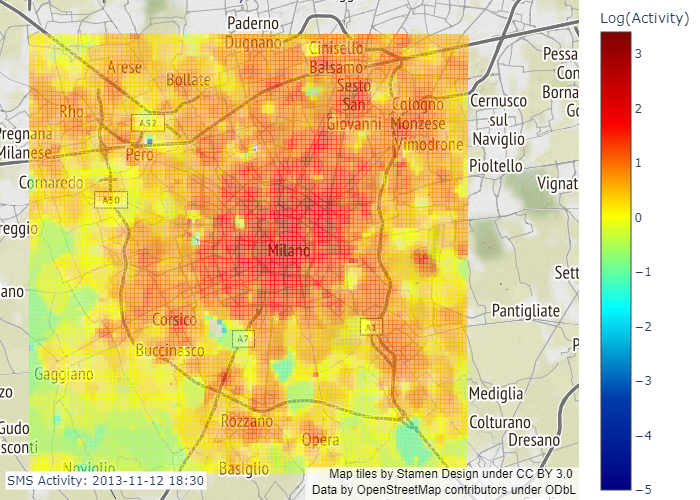 Log(Activity)
Paderno
Dugnano
Cinisello
Balsamo
Arese
Bollate
Sesto
San
Giovanni
Rho
A52
Cologno
Monzese
Vimodrone
Pero
Pregnana
Milanese
Cornaredo
A50
Cernusco
sul
Naviglio
Pioltello
Pessa
Con
Borna
Go
Vignat
reggio
Milano
ano
Sett
Pantigliate
P
Corsico
A7
Buccinasco
Gaggiano
zo
Gudo
sconti
Rozzano
Opera
Mediglia
Colturano
Dresano
Noviglio
Basiglio
3
2
1
0
−1
−2
−3
−4
−5
SMS Activity: 2013-11-12 18:30
Map tiles by Stamen Design under CC BY 3.0
Data by OpenStreetMap contributors under ODbL